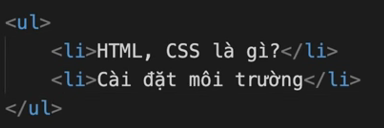 <ul>
<li>HTML, CSS là gì?</li>
<li>Cài đặt môi trường</li>
</ul>